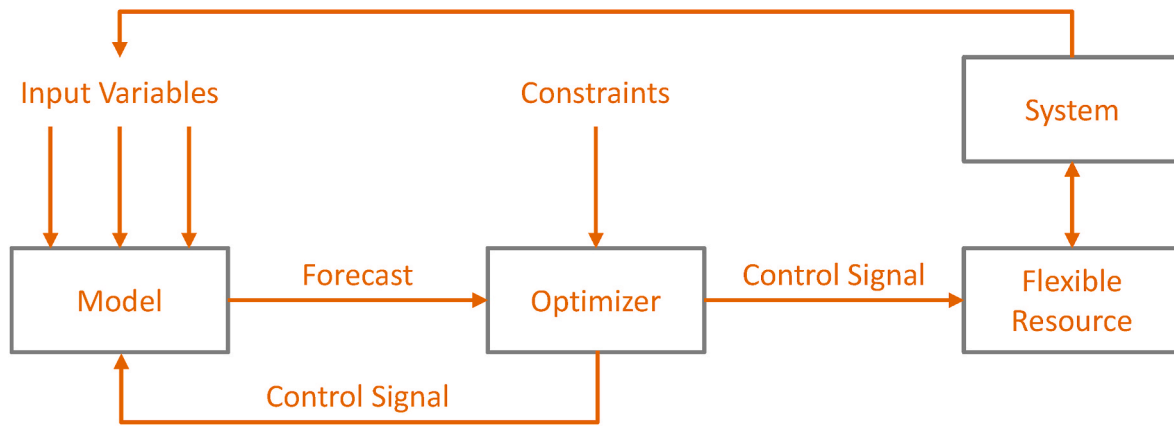 Input Variables
Constraints
System
Model
Forecast
Optimizer
Control Signal
Flexible
Resource
Control Signal